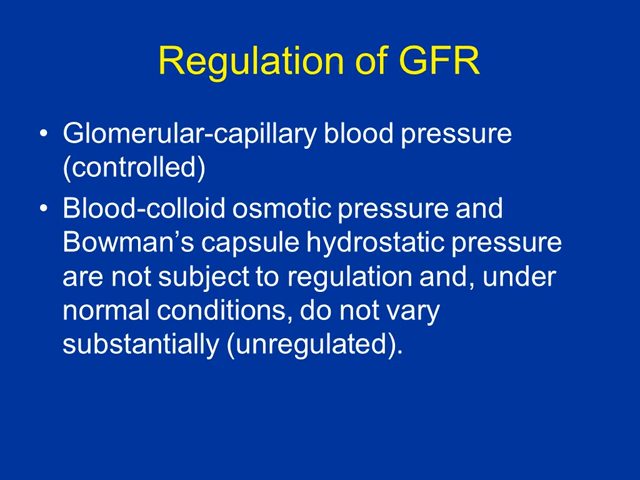 Regulation of GFR
• Glomerular-capillary blood pressure
(controlled)
• Blood-colloid osmotic pressure and
Bowman’s capsule hydrostatic pressure
are not subject to regulation and, under
normal conditions, do not vary
substantially (unregulated).